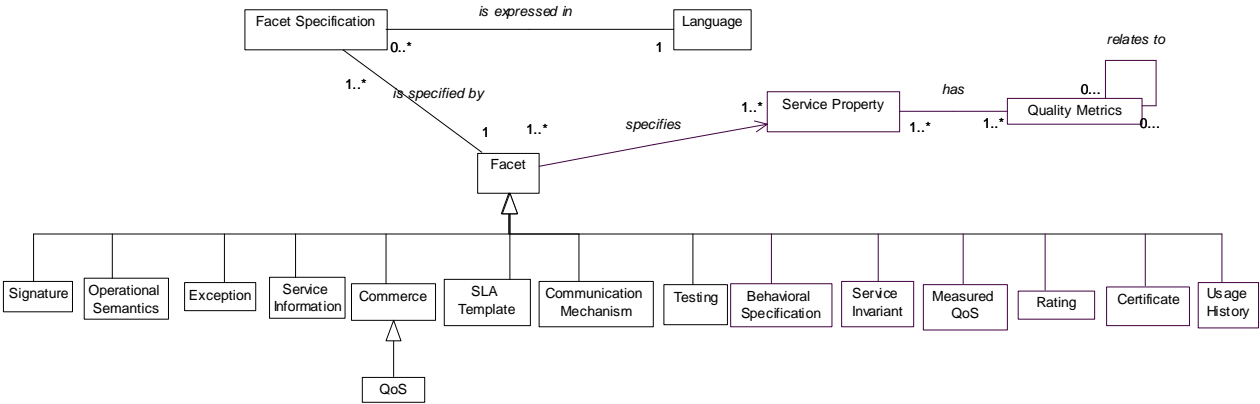 is expressed in
Facet Specification
Language
0..*
1
relates to
1..*
is specified by
0...
Service Property
has
Quality Metrics
1..*
1..*
1..*
0...
specifies
1
1..*
Facet
Signature
Operational
Semantics
Exception
Service
Information
Commerce
SLA
Template
Communication
Mechanism
Testing
Behavioral
Specification
Service
Invariant
Measured
QoS
Rating
Certificate
Usage
History
QoS